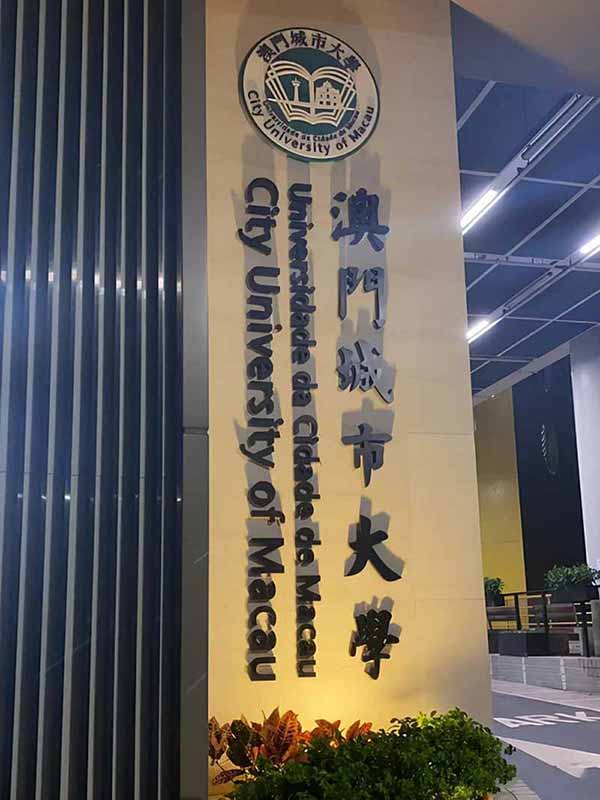 澳門城市大學
Universidade da Cidade de Macau
City University of Macau
澳門城市大學
Universidade da Cidade de Macau
City University of Macau
ARK